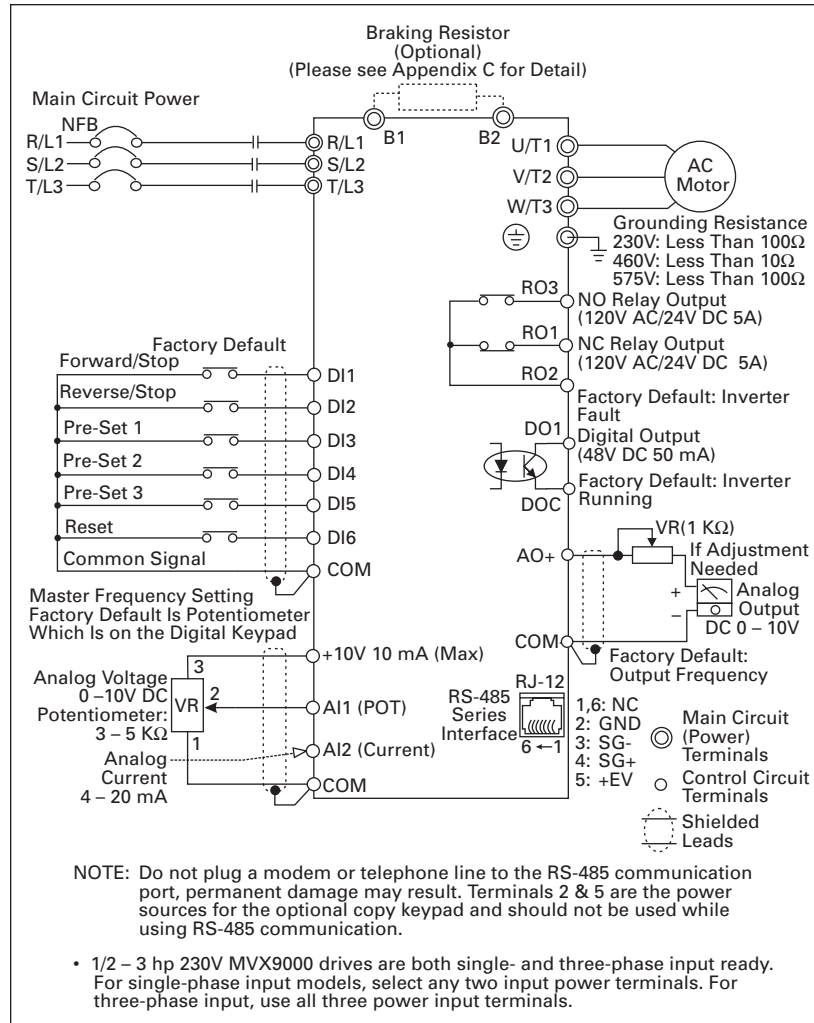 Braking Resistor
(Optional)
(Please see Appendix C for Detail)
Main Circuit Power
NFB
R/L1
S/L2
T/L3
R/L1
S/L2
T/L3
B1
B2
U/T1
V/T2
W/T3
AC
Motor
Grounding Resistance
230V: Less Than 100Ω
460V: Less Than 10Ω
575V: Less Than 100Ω
RO3
NO Relay Output
(120V AC/24V DC 5A)
RO1
NC Relay Output
(120V AC/24V DC 5A)
RO2
Factory Default: Inverter
Fault
Factory Default
Forward/Stop
DI1
Reverse/Stop
DI2
Pre-Set 1
DI3
Pre-Set 2
DI4
Pre-Set 3
DI5
Reset
DI6
Common Signal
COM
DO1
Digital Output
(48V DC 50 mA)
Factory Default: Inverter
Running
DOC
VR(1 KΩ)
AO+
If Adjustment
Needed
+
Analog
Output
−
DC 0 – 10V
COM
Factory Default:
Output Frequency
Master Frequency Setting
Factory Default Is Potentiometer
Which Is on the Digital Keypad
3
+10V 10 mA (Max)
Analog Voltage
0 –10V DC
Potentiometer:
3 – 5 KΩ
VR
2
AI1 (POT)
1
AI2 (Current)
Analog
Current
4 – 20 mA
COM
RJ-12
RS-485
Series
Interface
6 ←1
1,6: NC
2: GND
3: SG-
4: SG+
5: +EV
Main Circuit
(Power)
Terminals
Control Circuit
Terminals
Shielded
Leads
NOTE: Do not plug a modem or telephone line to the RS-485 communication
port, permanent damage may result. Terminals 2 & 5 are the power
sources for the optional copy keypad and should not be used while
using RS-485 communication.
• 1/2 – 3 hp 230V MVX9000 drives are both single- and three-phase input ready.
For single-phase input models, select any two input power terminals. For
three-phase input, use all three power input terminals.